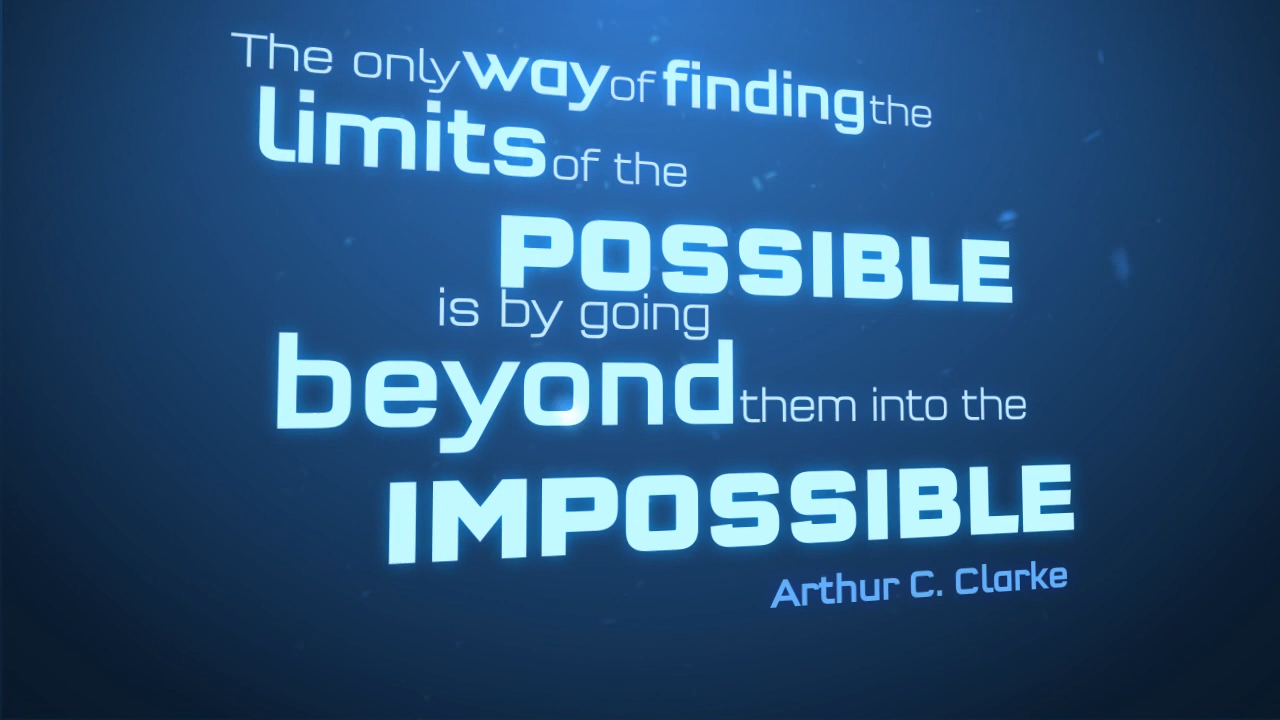 The only way of finding the
limits of the
POSSIBLE
is by going
beyond them into the
IMPOSSIBLE
Arthur C. Clarke